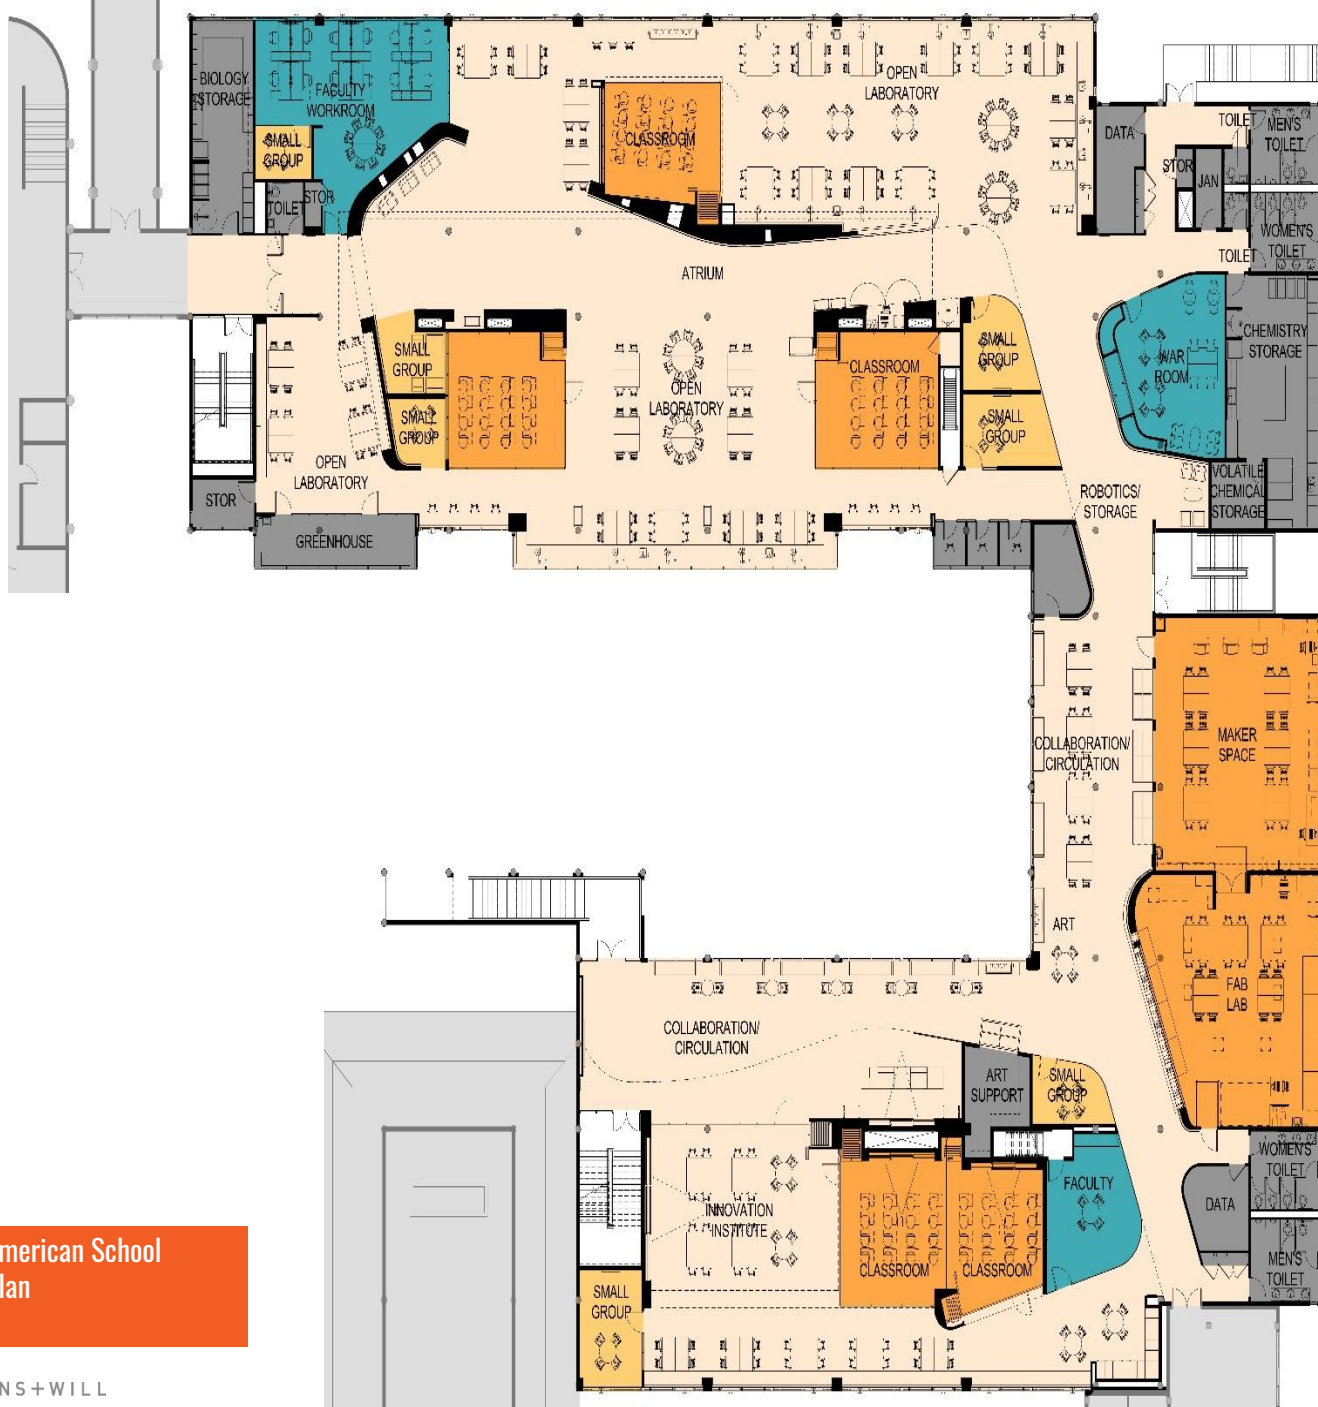 BIOLOGY
STORAGE
FACULTY
WORKROOM
SMALL
GROUP
TOILET
STOR
CLASSROOM
OPEN
LABORATORY
DATA
TOILET
MEN'S
TOILET
STOR
JAN
WOMEN'S
TOILET
TOILET
ATRIUM
SMALL
GROUP
SMALL
GROUP
OPEN
LABORATORY
CLASSROOM
SMALL
GROUP
SMALL
GROUP
WAR
ROOM
CHEMISTRY
STORAGE
OPEN
LABORATORY
STOR
GREENHOUSE
ROBOTICS/
STORAGE
VOLATILE
CHEMICAL
STORAGE
COLLABORATION/
CIRCULATION
MAKER
SPACE
ART
FAB
LAB
COLLABORATION/
CIRCULATION
ART
SUPPORT
SMALL
GROUP
INNOVATION
INSTITUTE
CLASSROOM
CLASSROOM
FACULTY
DATA
WOMEN'S
TOILET
MEN'S
TOILET
SMALL
GROUP
merican School
lan
NS+WILL